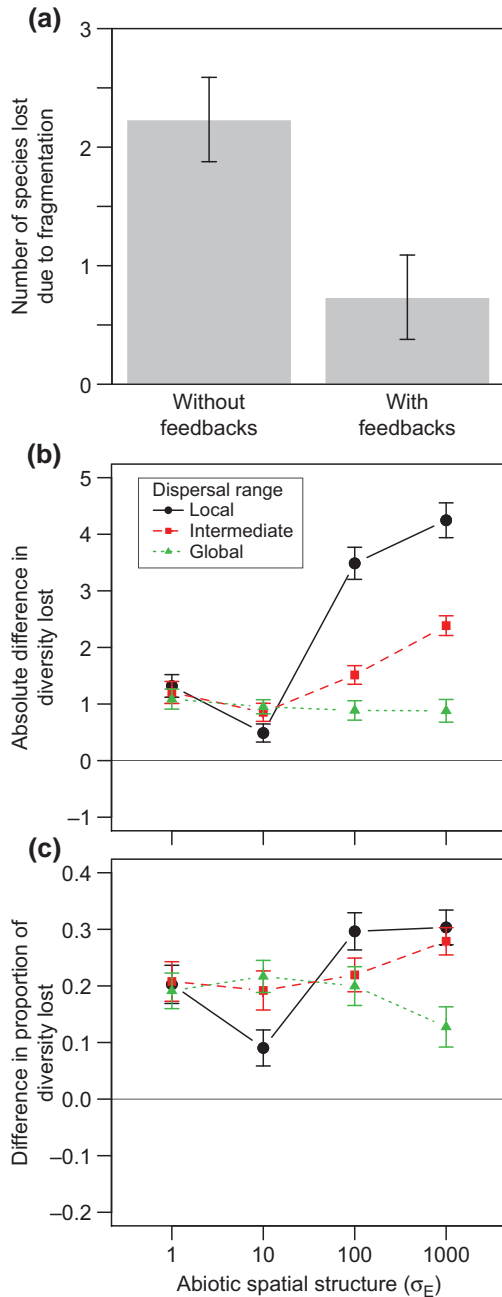 (a)
Number of species lost
due to fragmentation
3
2
1
0
Without
feedbacks
With
feedbacks
(b)
Absolute difference in
diversity lost
5
4
3
2
1
0
–1
Dispersal range
Local
Intermediate
Global
(c)
Difference in proportion of
diversity lost
0.4
0.3
0.2
0.1
0.0
–0.1
–0.2
1 10 100 1000
Abiotic spatial structure (σE)